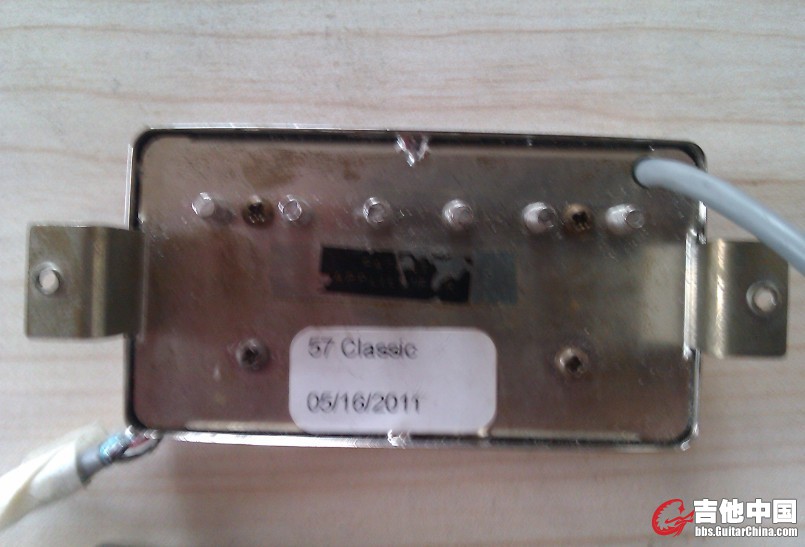 57 Classic
05/16/2011
吉他中国
bbs.GuitarChina.com